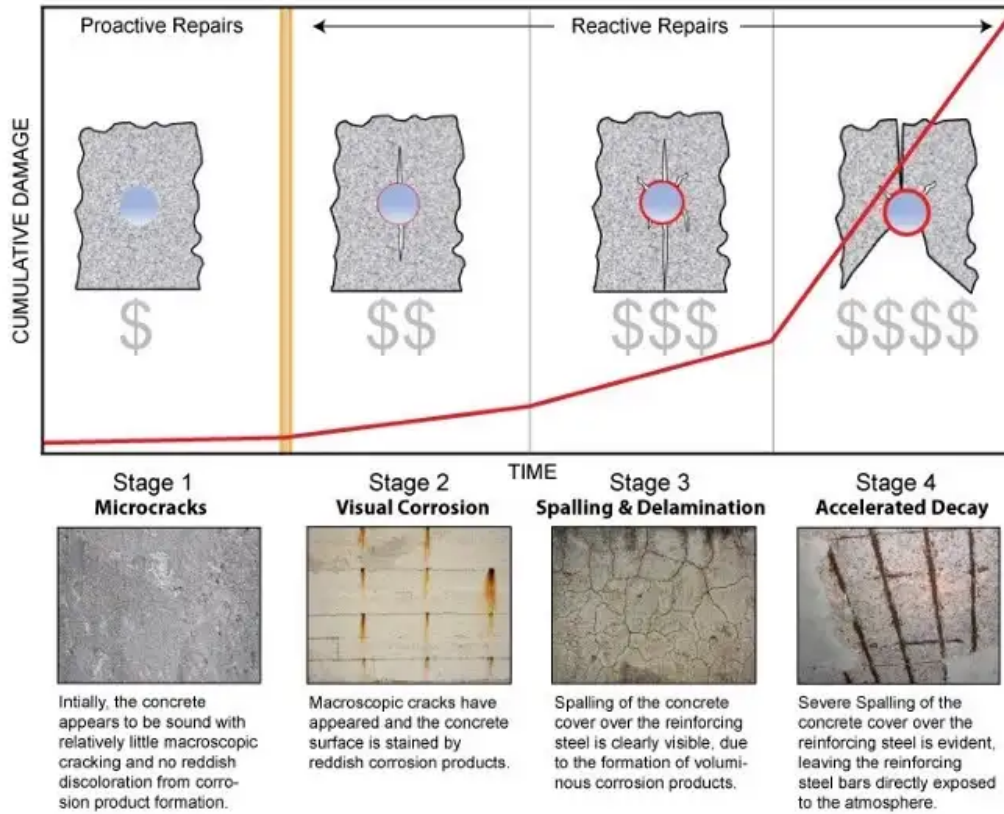 Proactive Repairs
Reactive Repairs
CUMULATIVE DAMAGE
$
$$
$$$
$$$$
TIME
Stage 1
Microcracks
Stage 2
Visual Corrosion
Stage 3
Spalling & Delamination
Stage 4
Accelerated Decay
Intially, the concrete
appears to be sound with
relatively little macroscopic
cracking and no reddish
discoloration from corro-
sion product formation.
Macroscopic cracks have
appeared and the concrete
surface is stained by
reddish corrosion products.
Spalling of the concrete
cover over the reinforcing
steel is clearly visible, due
to the formation of volumi-
nous corrosion products.
Severe Spalling of the
concrete cover over the
reinforcing steel is evident,
leaving the reinforcing
steel bars directly exposed
to the atmosphere.